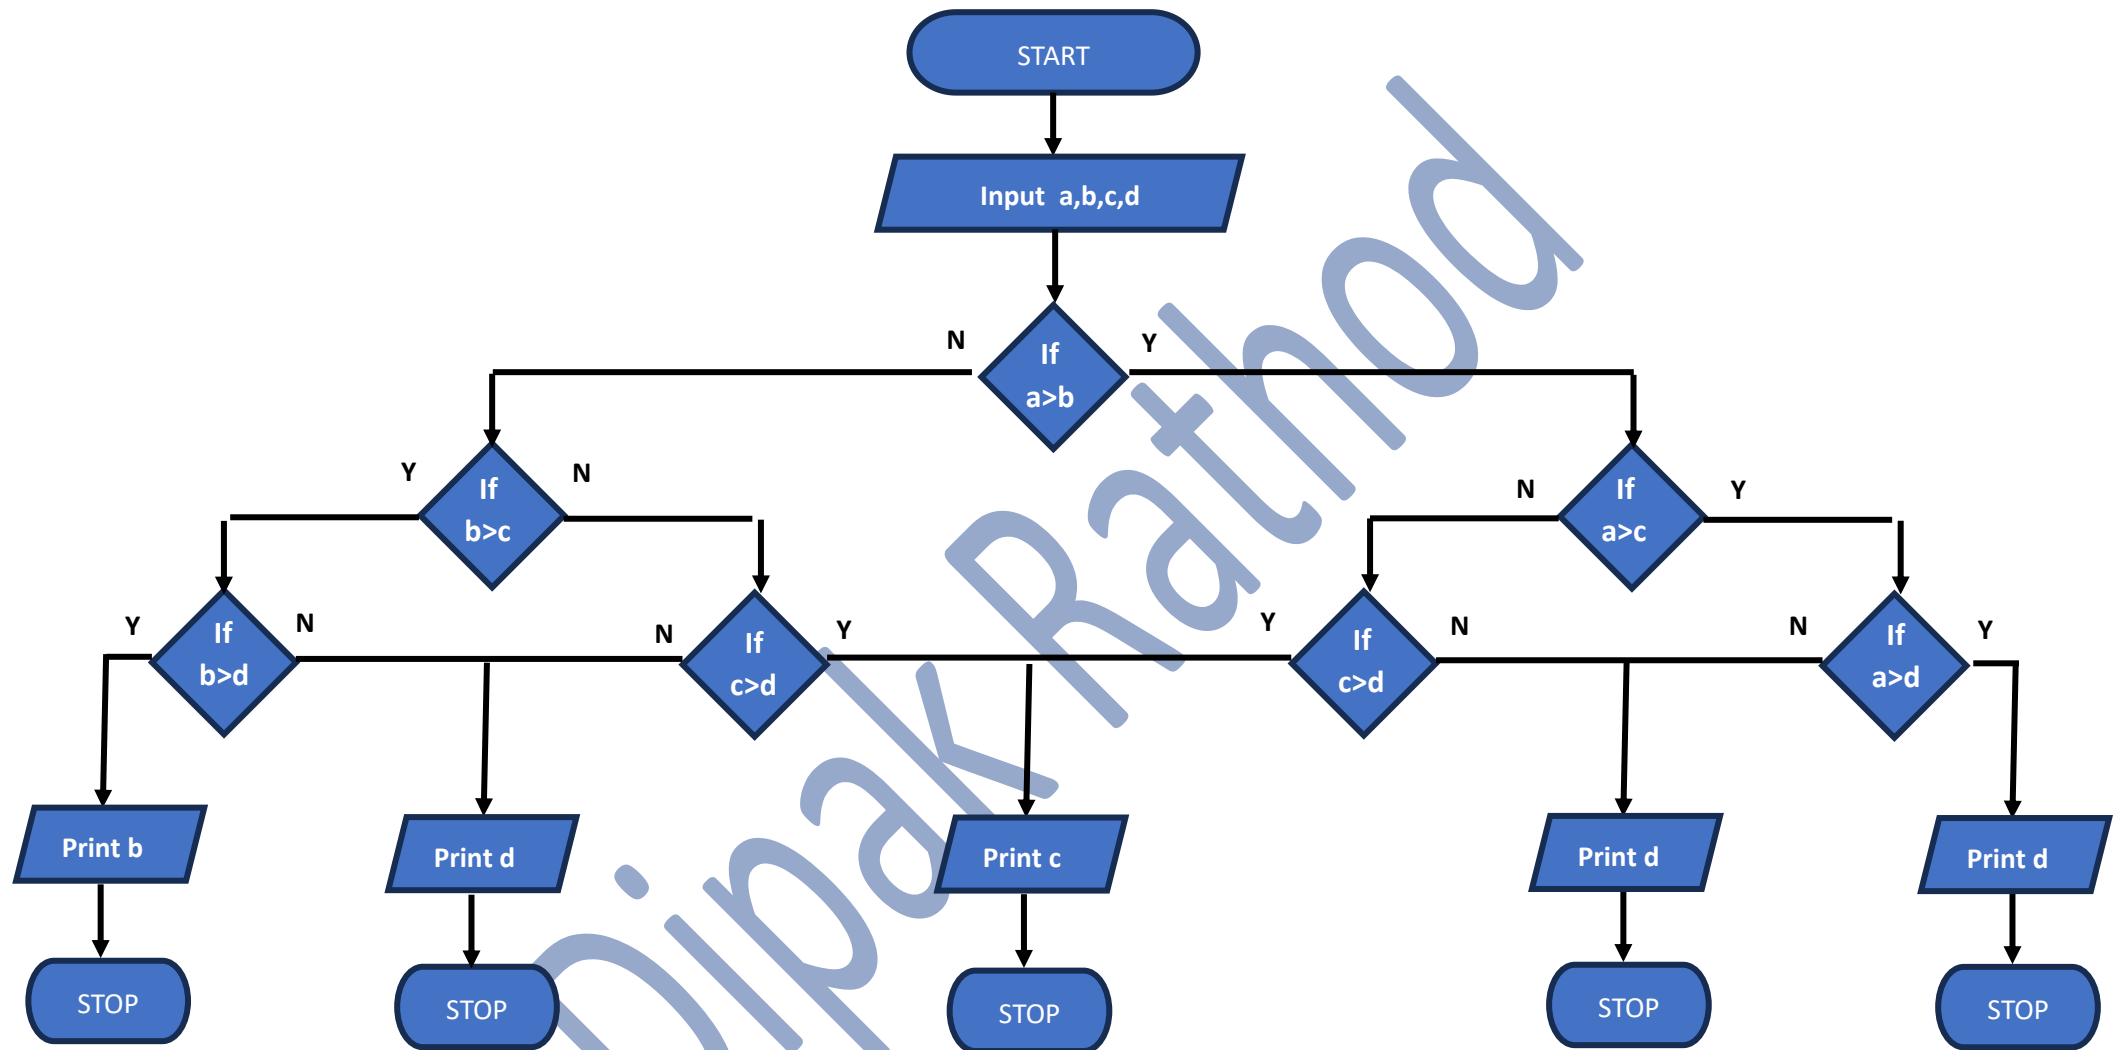 START
Input  a,b,c,d
N
Y
If
a>b
Y
N
If
b>c
N
Y
If
a>c
Y
N
If
b>d
N
Y
If
c>d
Y
N
If
c>d
N
Y
If
a>d
Print b
Print d
Print c
Print d
Print d
STOP
STOP
STOP
STOP
STOP
Dipak Rathod